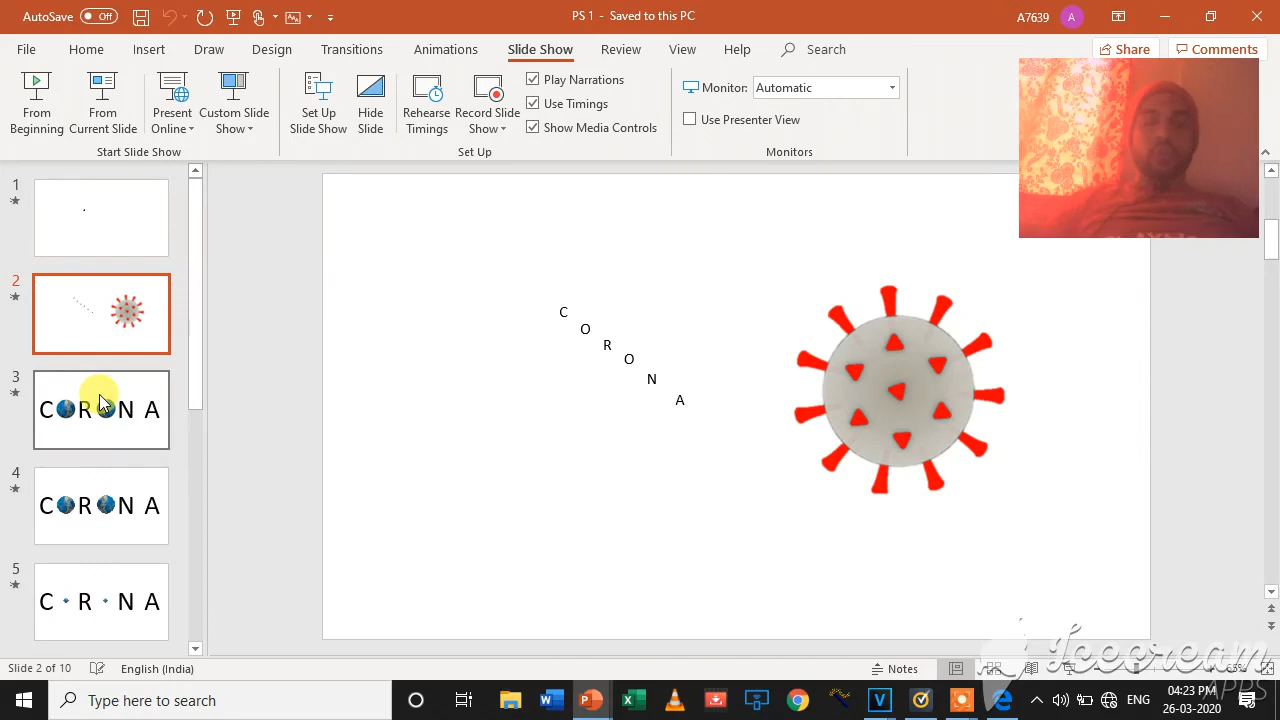 AutoSave Off PS 1 - Saved to this PC A7639 A
File Home Insert Draw Design Transitions Animations Slide Show Review View Help Search Share Comments
From Beginning
From Current Slide
Present Online
Custom Slide Show
Start Slide Show
Set Up Slide Show
Hide Slide
Rehearse Timings
Record Slide Show
Play Narrations
Use Timings
Show Media Controls
Set Up
Monitor: Automatic
Use Presenter View
Monitors
1
2
3
C R N A
4
C R N A
5
C R N A
C
O
R
O
N
A
Slide 2 of 10 English (India) Notes
Icecream
APPS
Type here to search ENG 04:23 PM
26-03-2020